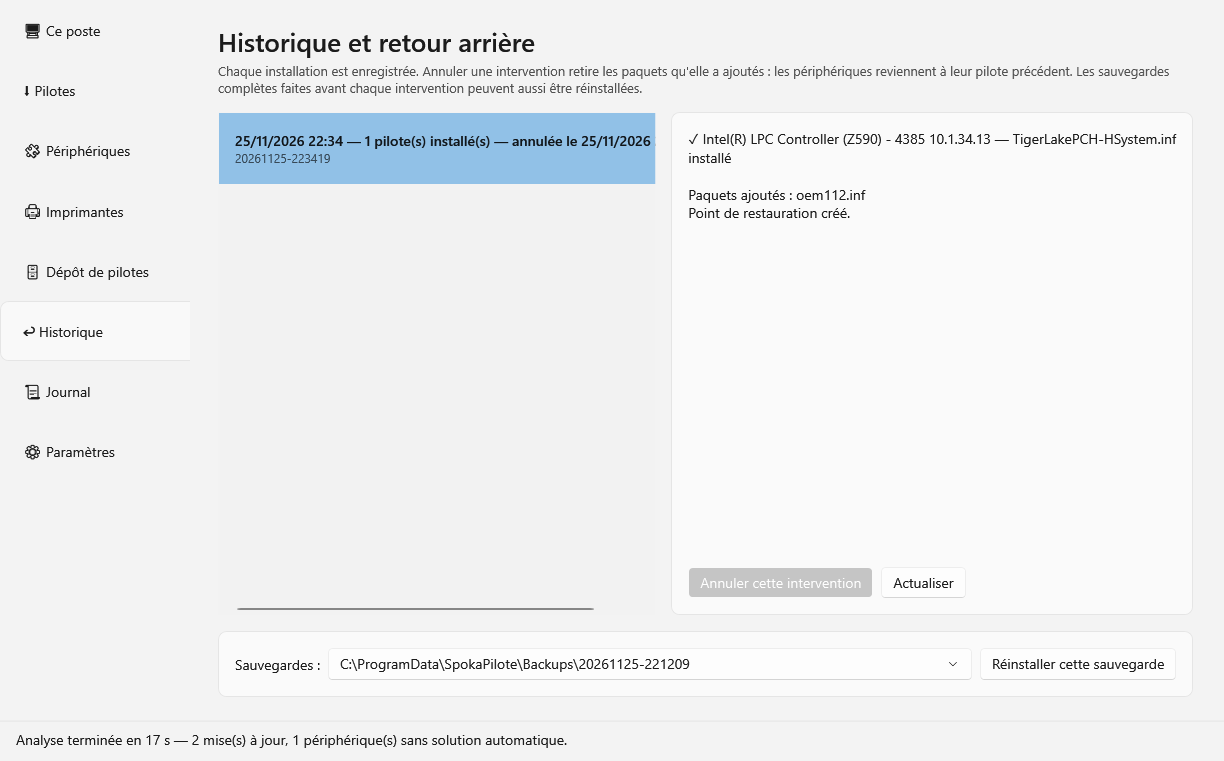 Ce poste
Pilotes
Périphériques
Imprimantes
Dépôt de pilotes
Historique
Journal
Paramètres
Historique et retour arrière
Chaque installation est enregistrée. Annuler une intervention retire les paquets qu'elle a ajoutés : les périphériques reviennent à leur pilote précédent. Les sauvegardes
complètes faites avant chaque intervention peuvent aussi être réinstallées.
25/11/2026 22:34 — 1 pilote(s) installé(s) — annulée le 25/11/2026
20261125-223419
✓ Intel(R) LPC Controller (Z590) - 4385 10.1.34.13 — TigerLakePCH-HSystem.inf
installé
Paquets ajoutés : oem112.inf
Point de restauration créé.
Annuler cette intervention
Actualiser
Sauvegardes :
C:\ProgramData\SpokaPilote\Backups\20261125-221209
Réinstaller cette sauvegarde
Analyse terminée en 17 s — 2 mise(s) à jour, 1 périphérique(s) sans solution automatique.